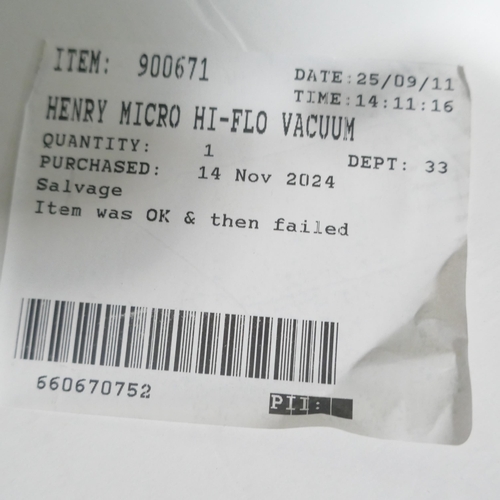 ITEM: 900671
DATE:25/09/11
TIME:14:11:16
HENRY MICRO HI-FLO VACUUM
QUANTITY: 1
DEPT: 33
PURCHASED: 14 Nov 2024
Salvage
Item was OK & then failed
660670752
PII: